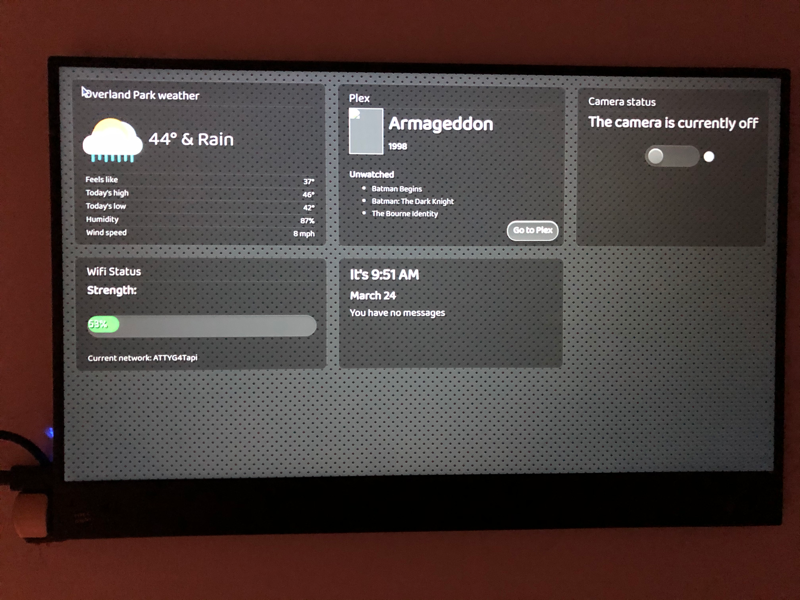 Overland Park weather
44° & Rain
Feels like 37°
Today's high 46°
Today's low 42°
Humidity 87%
Wind speed 8 mph
Plex
Armageddon
1998
Unwatched
Batman Begins
Batman: The Dark Knight
The Bourne Identity
Go to Plex
Camera status
The camera is currently off
Wifi Status
Strength:
53%
Current network: ATTYG4Tapi
It's 9:51 AM
March 24
You have no messages